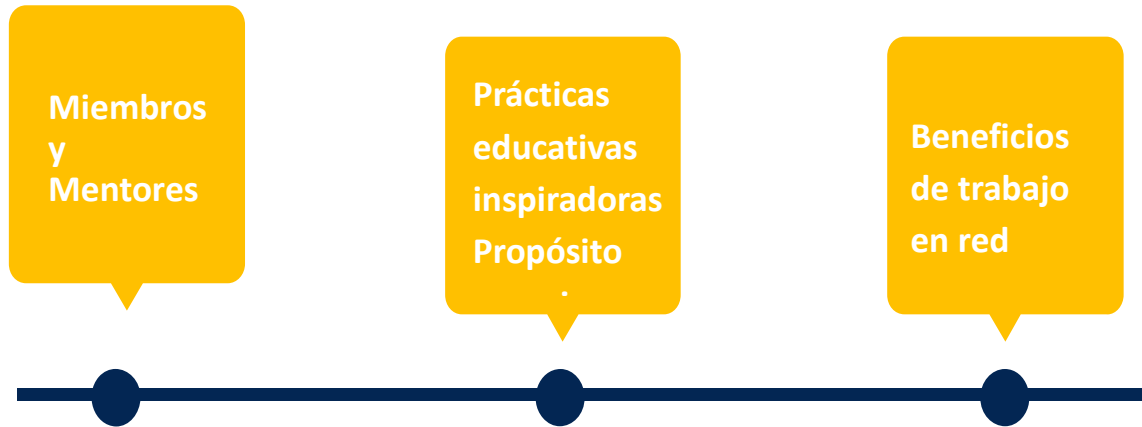 Miembros
y
Mentores
Prácticas
educativas
inspiradoras
Propósito
.
Beneficios
de trabajo
en red